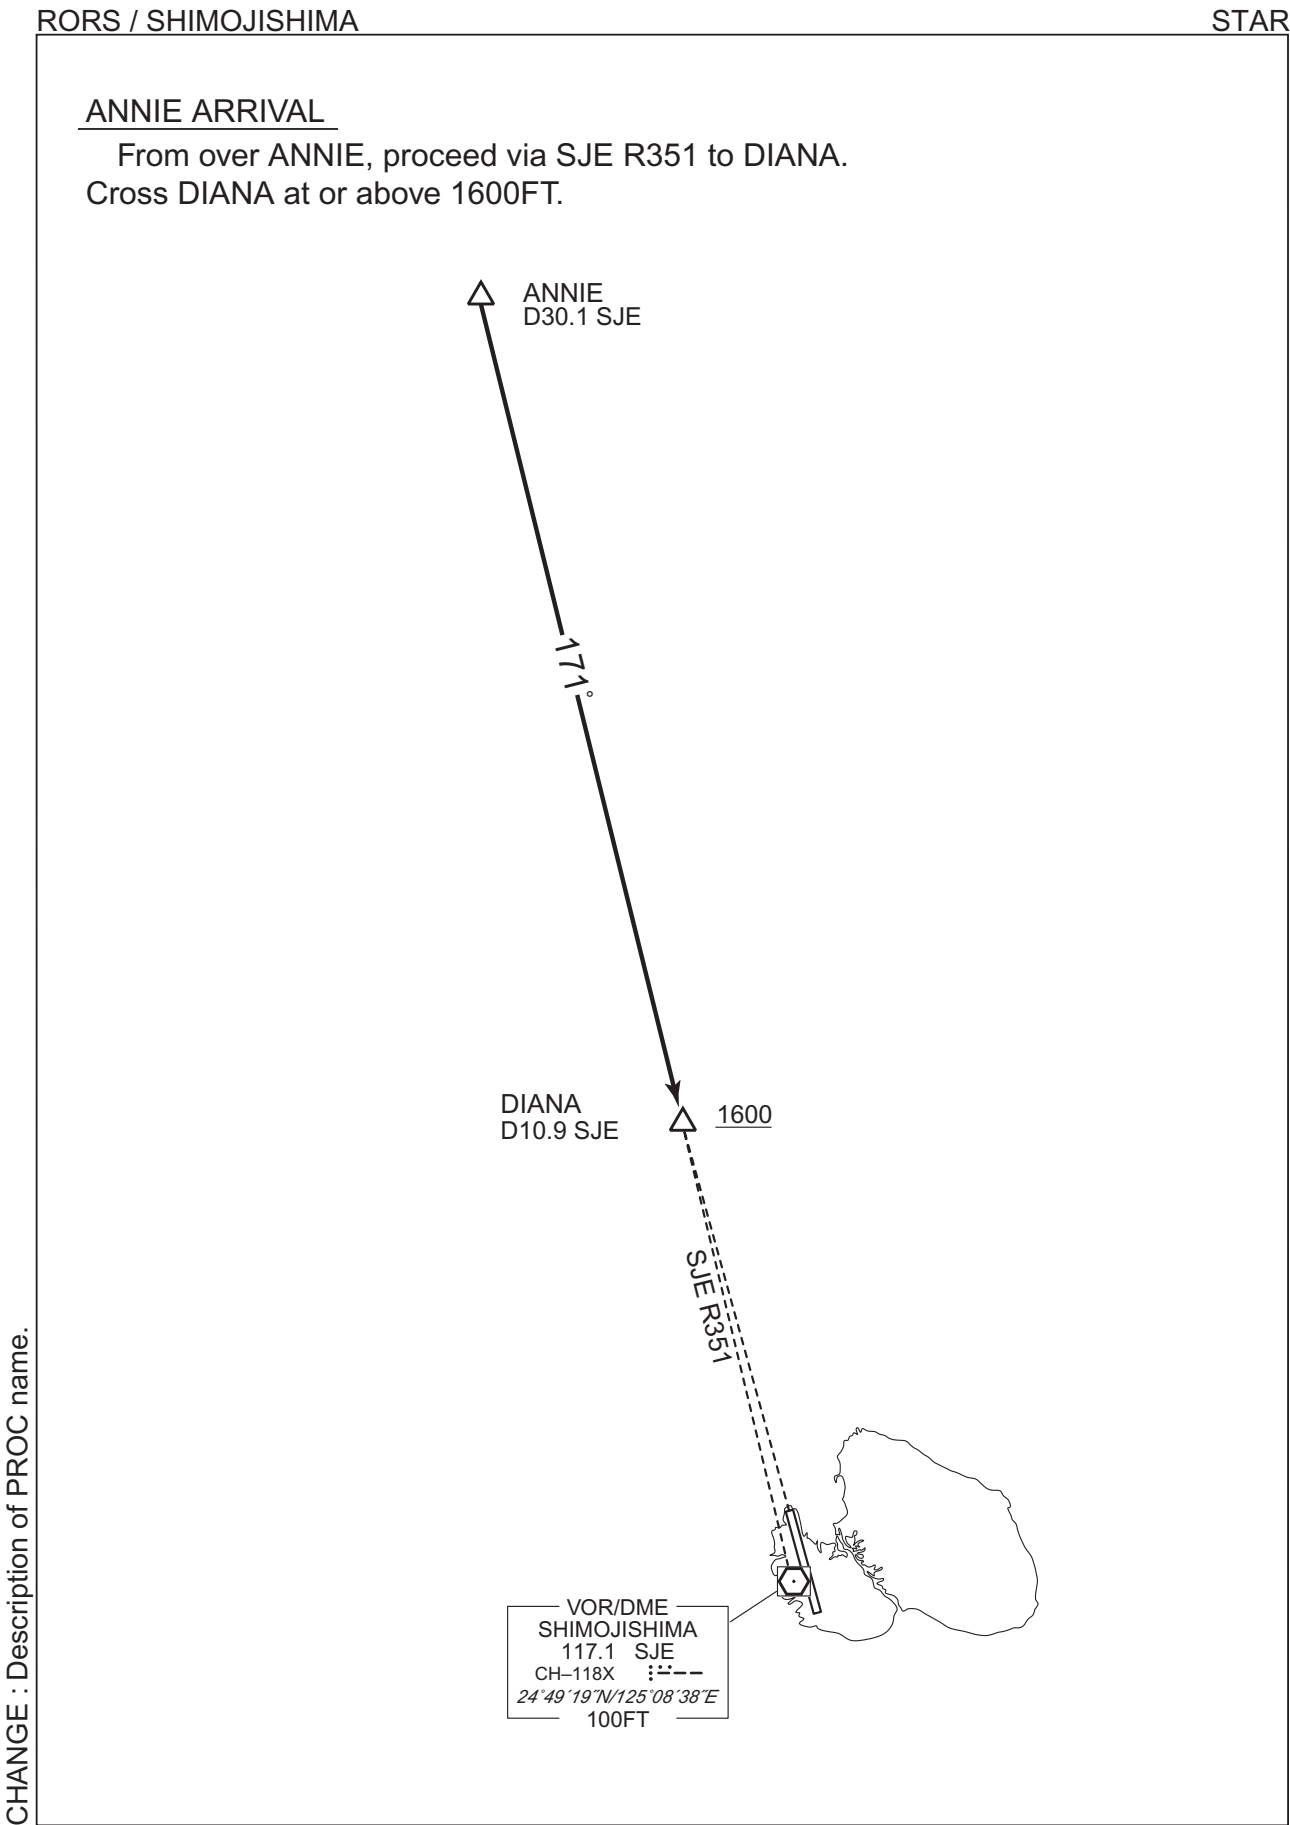 RORS / SHIMOJISHIMA
STAR
ANNIE ARRIVAL
From over ANNIE, proceed via SJE R351 to DIANA.
Cross DIANA at or above 1600FT.
ANNIE
D30.1 SJE
171°
DIANA
D10.9 SJE
1600
SJE R351
VOR/DME
SHIMOJISHIMA
117.1 SJE
CH–118X
24°49′19″N/125°08′38″E
100FT
CHANGE : Description of PROC name.